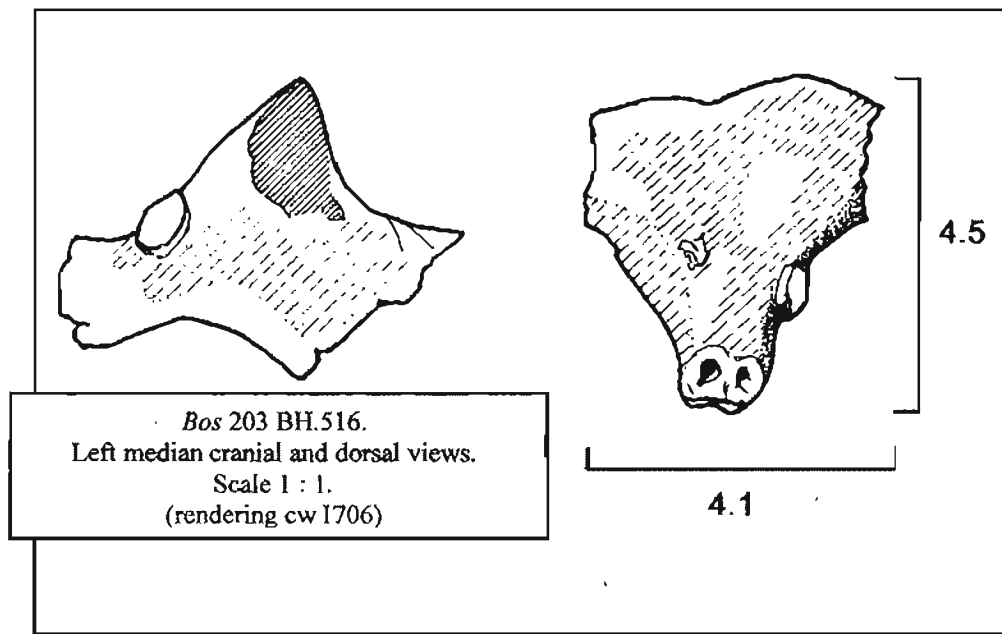 Bos 203 BH.516.
Left median cranial and dorsal views.
Scale 1 : 1.
(rendering cw 1706)
4.5
4.1